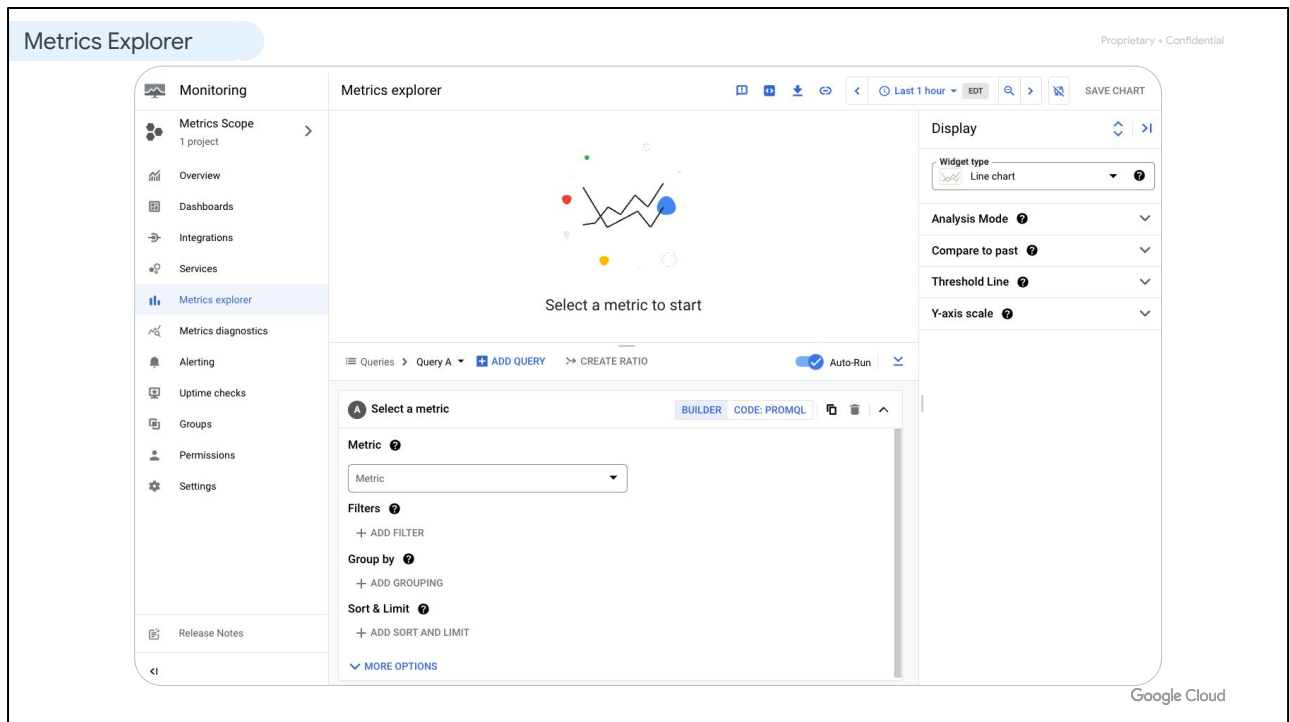 Metrics Explorer
Proprietary + Confidential
Monitoring
Metrics explorer
Last 1 hour
EDT
SAVE CHART
Metrics Scope
1 project
Overview
Dashboards
Integrations
Services
Metrics explorer
Metrics diagnostics
Alerting
Uptime checks
Groups
Permissions
Settings
Release Notes
Select a metric to start
Queries
Query A
ADD QUERY
CREATE RATIO
Auto-Run
A
Select a metric
BUILDER
CODE: PROMQL
Metric
Metric
Filters
+ ADD FILTER
Group by
+ ADD GROUPING
Sort & Limit
+ ADD SORT AND LIMIT
MORE OPTIONS
Display
Widget type
Line chart
Analysis Mode
Compare to past
Threshold Line
Y-axis scale
Google Cloud